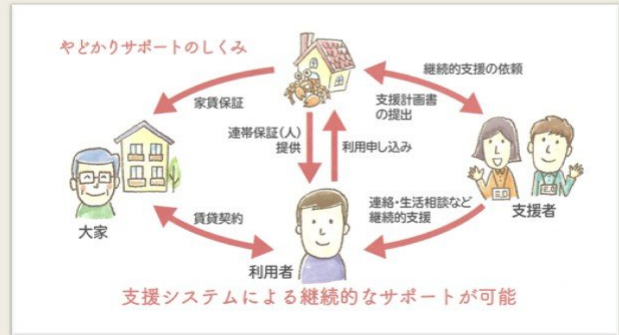 やどかりサポートのしくみ
継続的支援の依頼
家賃保証
支援計画書
の提出
連帯保証(人)
提供
利用申し込み
大家
賃貸契約
連絡・生活相談など
継続的支援
支援者
利用者
支援システムによる継続的なサポートが可能